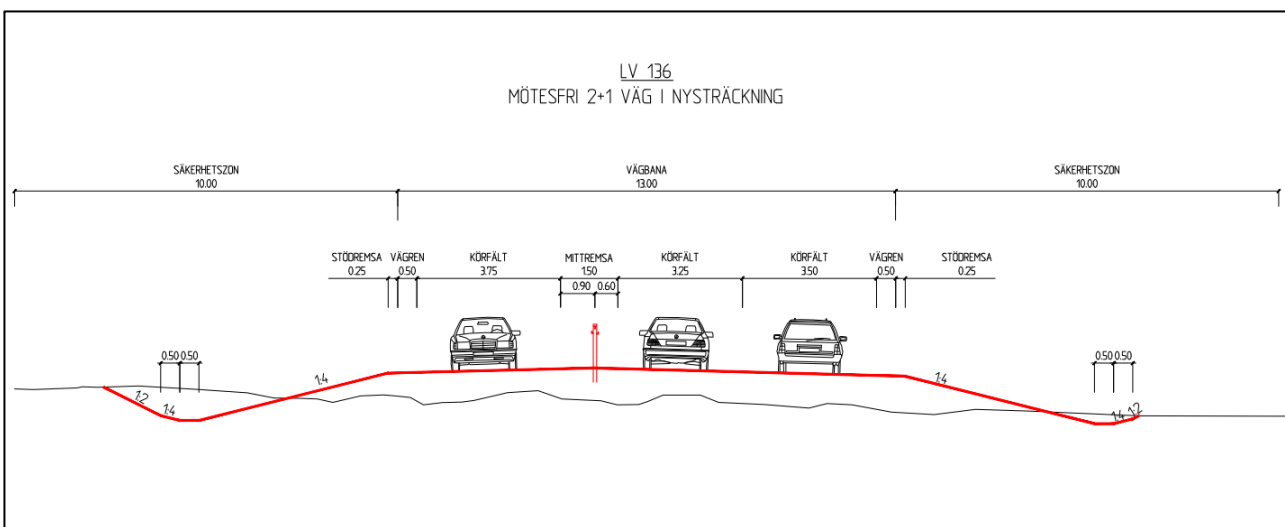 LV 136
MÖTESFRI 2+1 VÄG I NYSTRÄCKNING
SÄKERHETSZON VÄGBANA SÄKERHETSZON
10.00 13.00 10.00
STÖDREMSA VÄGREN KÖRFÄLT MITTREMSA KÖRFÄLT KÖRFÄLT VÄGREN STÖDREMSA
0.25 0.50 3.75 1.50 3.25 3.50 0.50 0.25
0.90 0.60
0.50 0.50 0.50 0.50
1:4 1:4
1:2 1:4 1:4 1:2